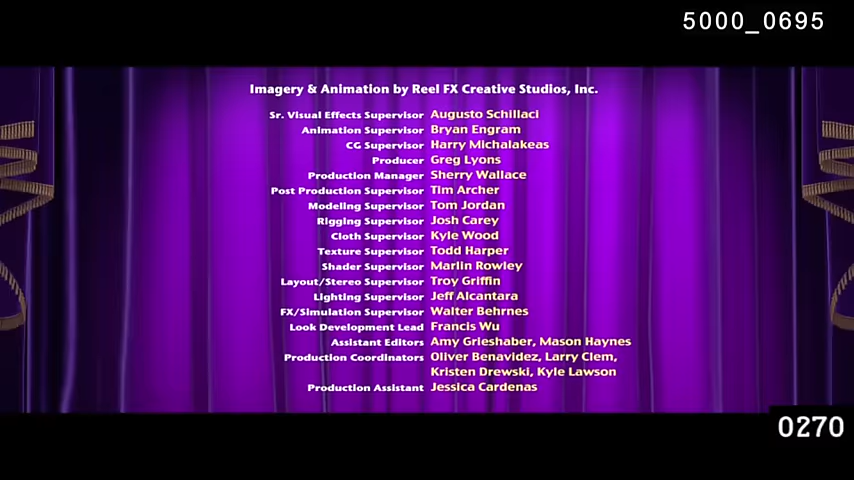 5000_0695
Imagery & Animation by Reel FX Creative Studios, Inc.
Sr. Visual Effects Supervisor Augusto Schillaci
Animation Supervisor Bryan Engram
CG Supervisor Harry Michalakeas
Producer Greg Lyons
Production Manager Sherry Wallace
Post Production Supervisor Tim Archer
Modeling Supervisor Tom Jordan
Rigging Supervisor Josh Carey
Cloth Supervisor Kyle Wood
Texture Supervisor Todd Harper
Shader Supervisor Marlin Rowley
Layout/Stereo Supervisor Troy Griffin
Lighting Supervisor Jeff Alcantara
FX/Simulation Supervisor Walter Behrnes
Look Development Lead Francis Wu
Assistant Editors Amy Grieshaber, Mason Haynes
Production Coordinators Oliver Benavidez, Larry Clem,
Kristen Drewski, Kyle Lawson
Production Assistant Jessica Cardenas
0270